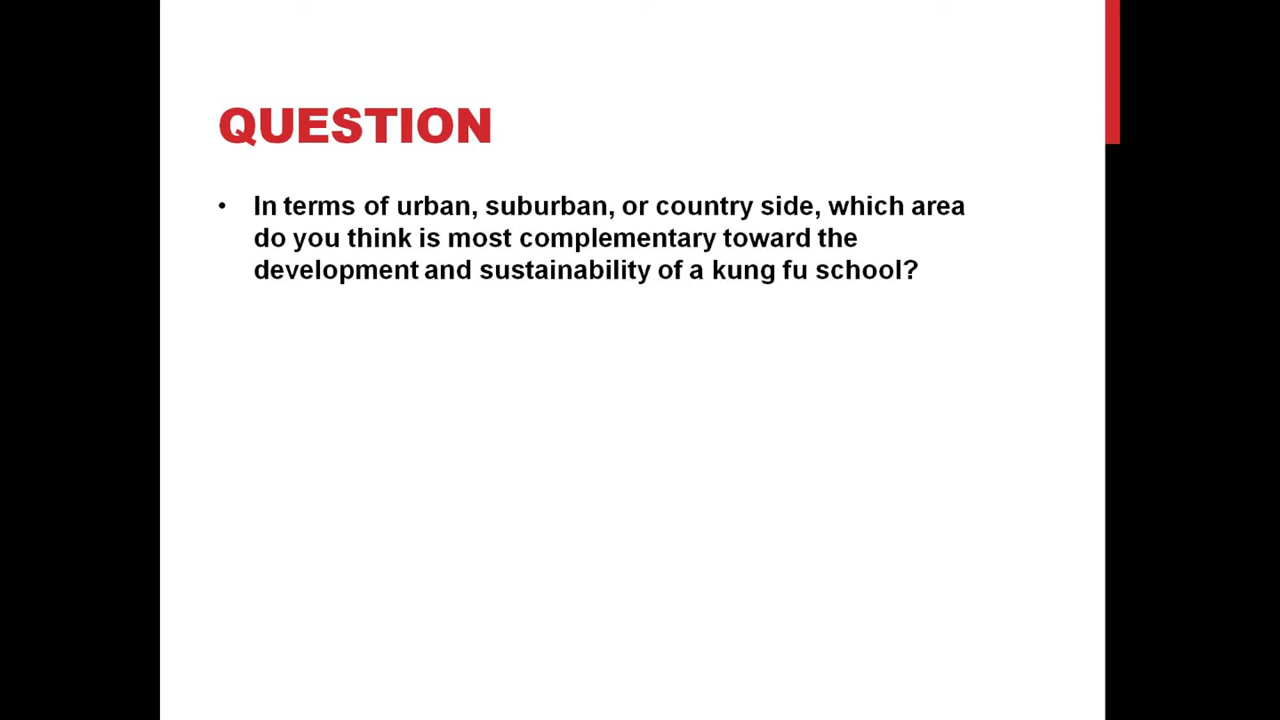 QUESTION
• In terms of urban, suburban, or country side, which area
do you think is most complementary toward the
development and sustainability of a kung fu school?